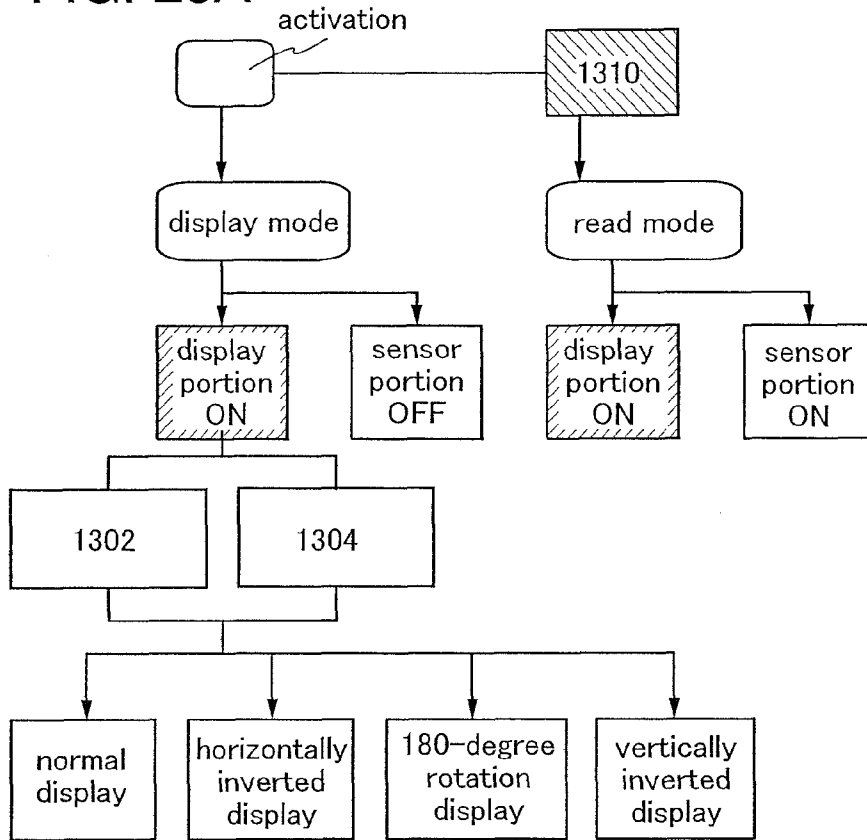 FIG.
activation
1310
display mode
read mode
display
portion
ON
sensor
portion
OFF
display
portion
ON
sensor
portion
ON
1302
1304
normal
display
horizontally
inverted
display
180-degree
rotation
display
vertically
inverted
display